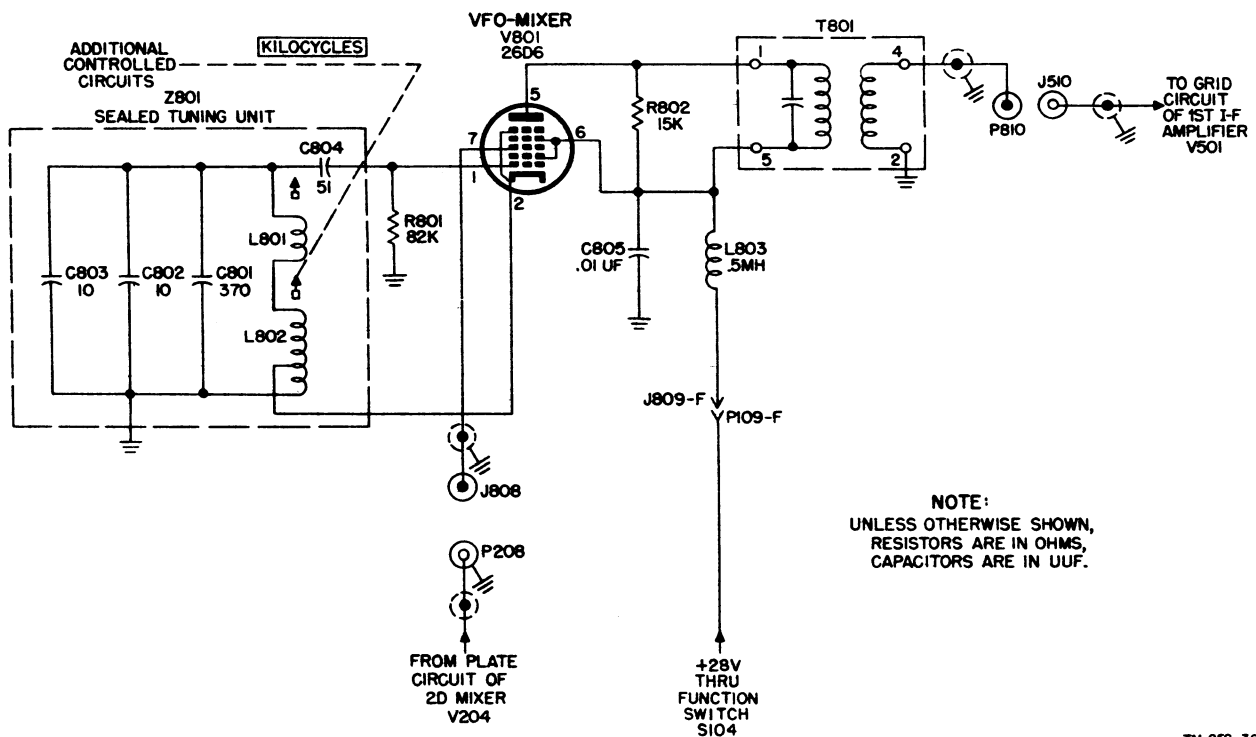 VFO-MIXER
V801
26D6
T801
ADDITIONAL
CONTROLLED
CIRCUITS
KILOCYCLES
Z801
SEALED TUNING UNIT
C804
51
5
7
1
6
2
R802
15K
1
5
4
2
P810
J510
TO GRID
CIRCUIT
OF 1ST I-F
AMPLIFIER
V501
R801
82K
L801
C803
10
C802
10
C801
370
L802
C805
.01 UF
L803
.5MH
J809-F
P109-F
J808
P208
NOTE:
UNLESS OTHERWISE SHOWN,
RESISTORS ARE IN OHMS,
CAPACITORS ARE IN UUF.
FROM PLATE
CIRCUIT OF
2D MIXER
V204
+28V
THRU
FUNCTION
SWITCH
S104